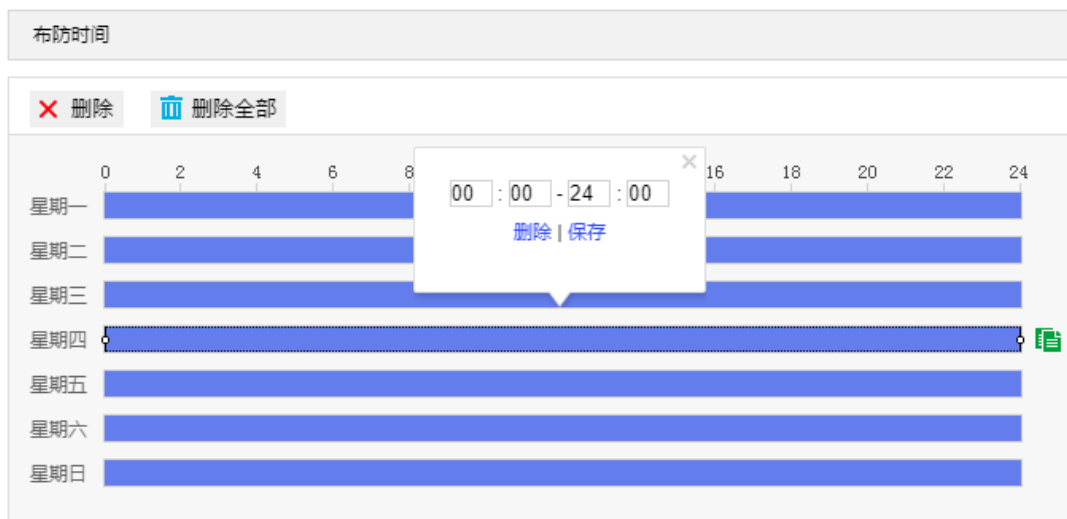 布防时间
删除 删除全部
0 2 4 6 8 16 18 20 22 24
00 : 00 - 24 : 00
删除 | 保存
星期一
星期二
星期三
星期四
星期五
星期六
星期日